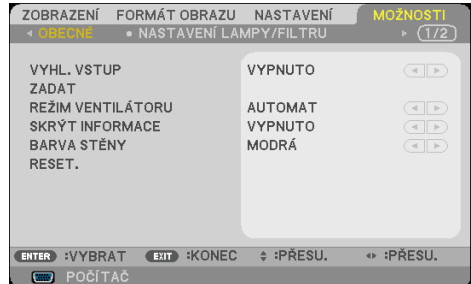 ZOBRAZENÍ FORMÁT OBRAZU NASTAVENÍ MOŽNOSTI
OBECNÉ • NASTAVENÍ LAMPY/FILTRU (1/2)
VYHL. VSTUP VYPNUTO
ZADAT
REŽIM VENTILÁTORU AUTOMAT
SKRÝT INFORMACE VYPNUTO
BARVA STĚNY MODRÁ
RESET.
ENTER :VYBRAT EXIT :KONEC :PŘESU. :PŘESU.
POČÍTAČ